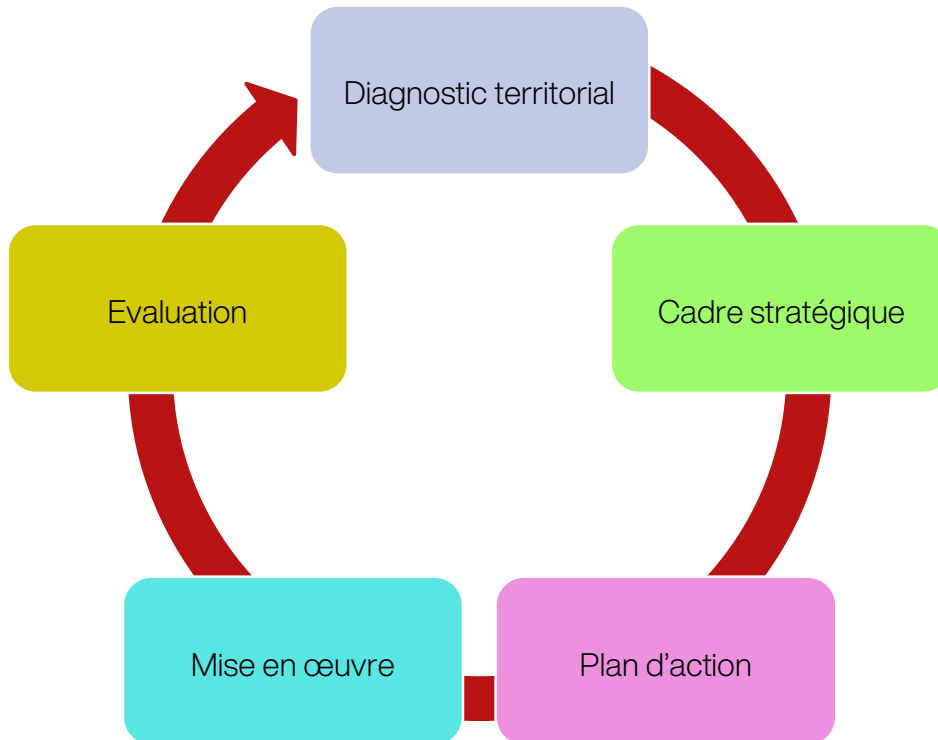 Diagnostic territorial
Cadre stratégique
Plan d’action
Mise en œuvre
Evaluation